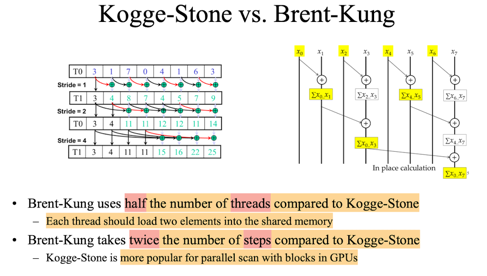 Kogge-Stone vs. Brent-Kung
T0 3 1 7 0 4 1 6 3
Stride = 1
T1 3 4 8 7 4 5 7 9
Stride = 2
T0 3 4 11 11 12 12 11 14
Stride = 4
T1 3 4 11 11 15 16 22 25
x0 x1 x2 x3 x4 x5 x6 x7
∑x0..x1 ∑x2..x3 ∑x4..x5 ∑x6..x7
∑x0..x3 ∑x4..x7
In place calculation
∑x0..x7
• Brent-Kung uses half the number of threads compared to Kogge-Stone
– Each thread should load two elements into the shared memory
• Brent-Kung takes twice the number of steps compared to Kogge-Stone
– Kogge-Stone is more popular for parallel scan with blocks in GPUs